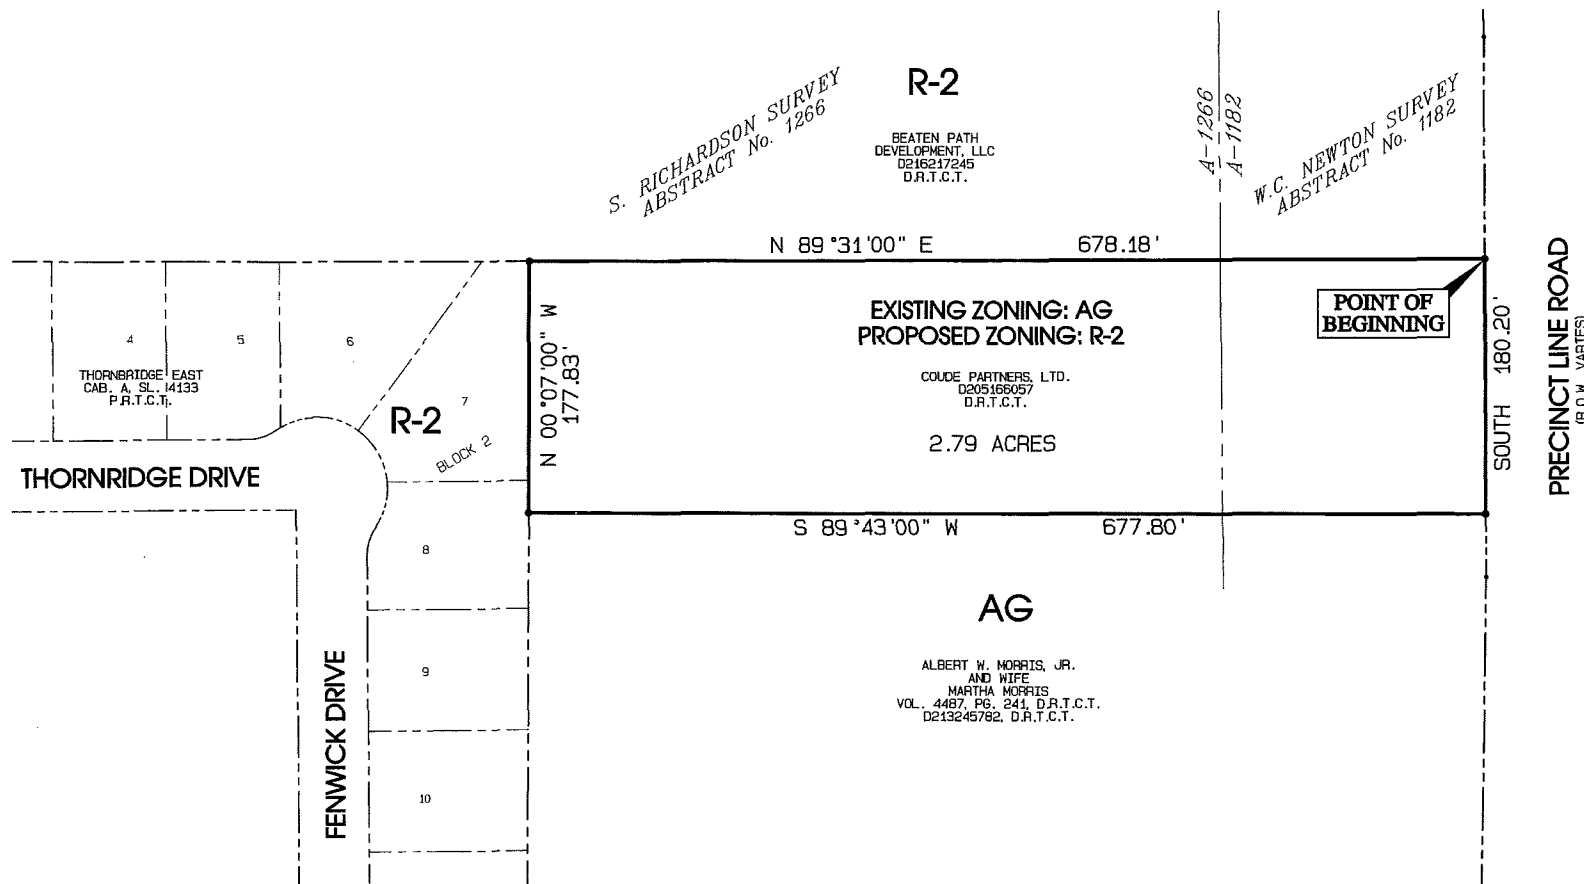 R-2
BEATEN PATH
DEVELOPMENT, LLC
D216217245
D.R.T.C.T.
S. RICHARDSON SURVEY
ABSTRACT No. 1266
A-1266
A-1182
W.C. NEWTON SURVEY
ABSTRACT No. 1182
N 89°31'00" E 678.18'
POINT OF
BEGINNING
EXISTING ZONING: AG
PROPOSED ZONING: R-2
COUDE PARTNERS, LTD.
D205166057
D.R.T.C.T.
2.79 ACRES
N 00°07'00" W
177.83'
SOUTH 180.20'
PRECINCT LINE ROAD
(R.O.W. VARIES)
4
5
6
7
THORNBRIDGE EAST
CAB. A, SL. 14133
P.R.T.C.T.
R-2
BLOCK 2
THORNRIDGE DRIVE
S 89°43'00" W 677.80'
8
9
10
FENWICK DRIVE
AG
ALBERT W. MORRIS, JR.
AND WIFE
MARTHA MORRIS
VOL. 4487, PG. 241, D.R.T.C.T.
D213245782, D.R.T.C.T.